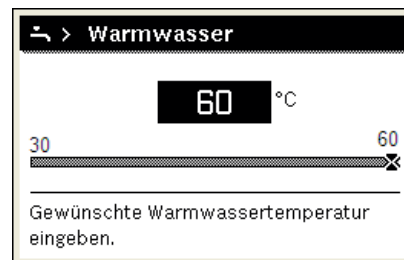 > Warmwasser
60 °C
30 60
Gewünschte Warmwassertemperatur
eingeben.